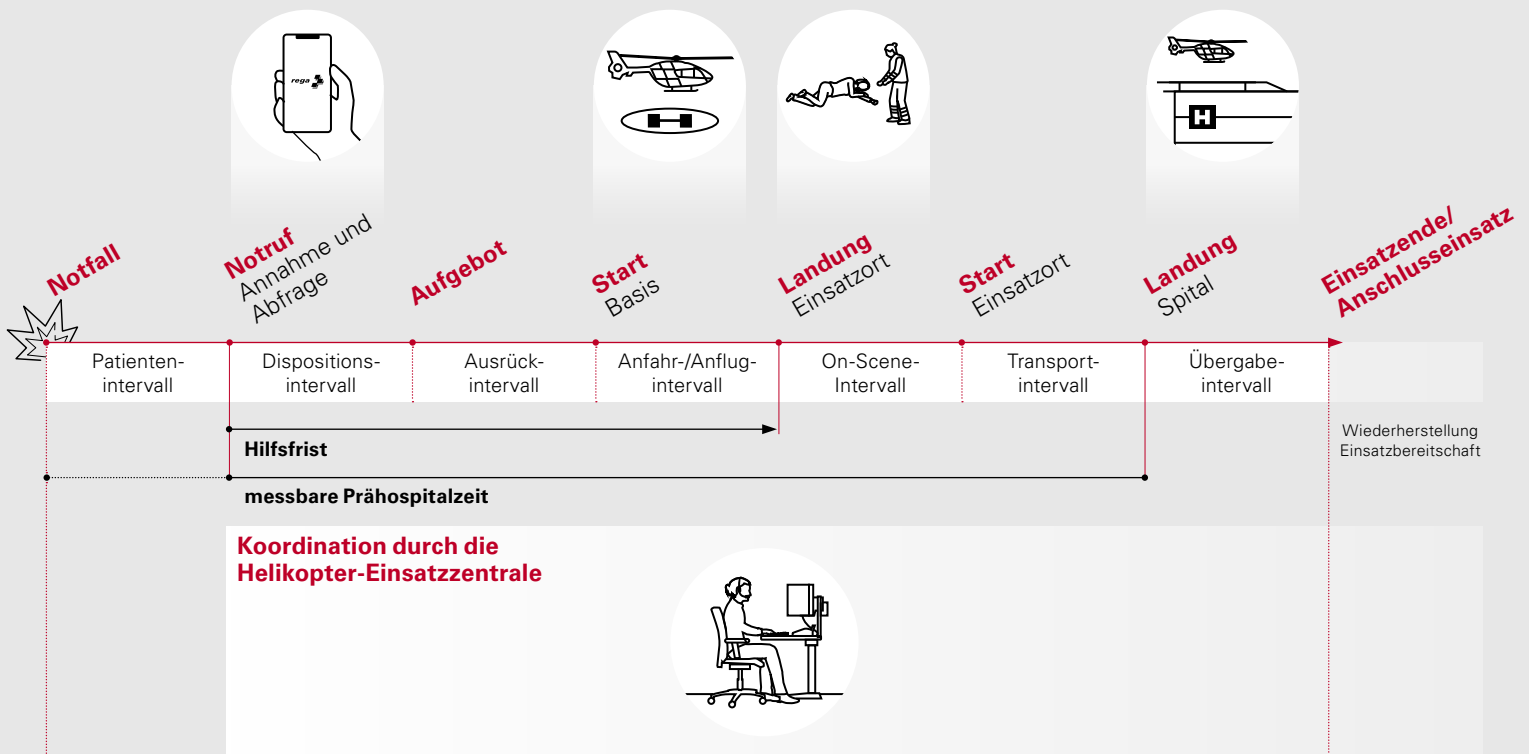 rega
Notfall
Notruf
Annahme und
Abfrage
Aufgebot
Start
Basis
Landung
Einsatzort
Start
Einsatzort
Landung
Spital
Einsatzende/
Anschlusseinsatz
Patienten-
intervall
Dispositions-
intervall
Ausrück-
intervall
Anfahr-/Anflug-
intervall
On-Scene-
Intervall
Transport-
intervall
Übergabe-
intervall
Hilfsfrist
Wiederherstellung
Einsatzbereitschaft
messbare Prähospitalzeit
Koordination durch die
Helikopter-Einsatzzentrale
H